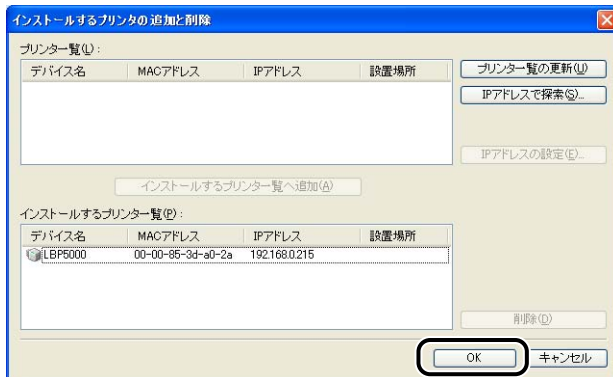 インストールするプリンタの追加と削除
プリンター覧(L):
デバイス名 MACアドレス IPアドレス 設置場所
プリンター覧の更新(U)
IPアドレスで探索(S)...
IPアドレスの設定(E)...
インストールするプリンター覧へ追加(A)
インストールするプリンター覧(P):
デバイス名 MACアドレス IPアドレス 設置場所
LBP5000 00-00-85-3d-a0-2a 192.168.0.215
削除(D)
OK キャンセル